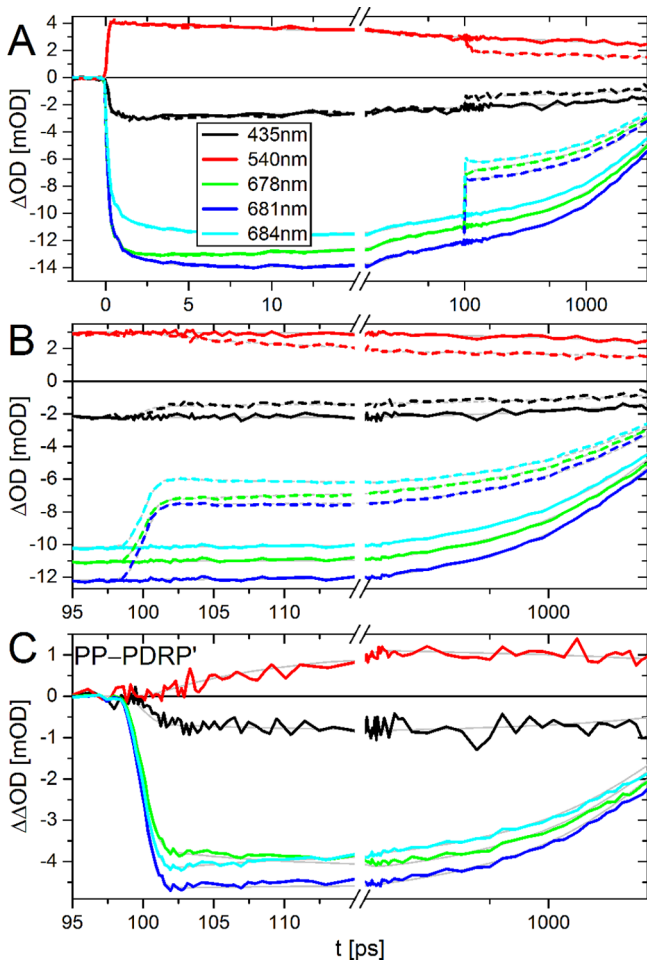 A
ΔOD [mOD]
4
2
0
-2
-4
-6
-8
-10
-12
-14
435nm
540nm
678nm
681nm
684nm
0 5 10 100 1000
B
ΔOD [mOD]
2
0
-2
-4
-6
-8
-10
-12
95 100 105 110 1000
C
PP–PDRP'
ΔΔOD [mOD]
1
0
-1
-2
-3
-4
95 100 105 110 1000
t [ps]